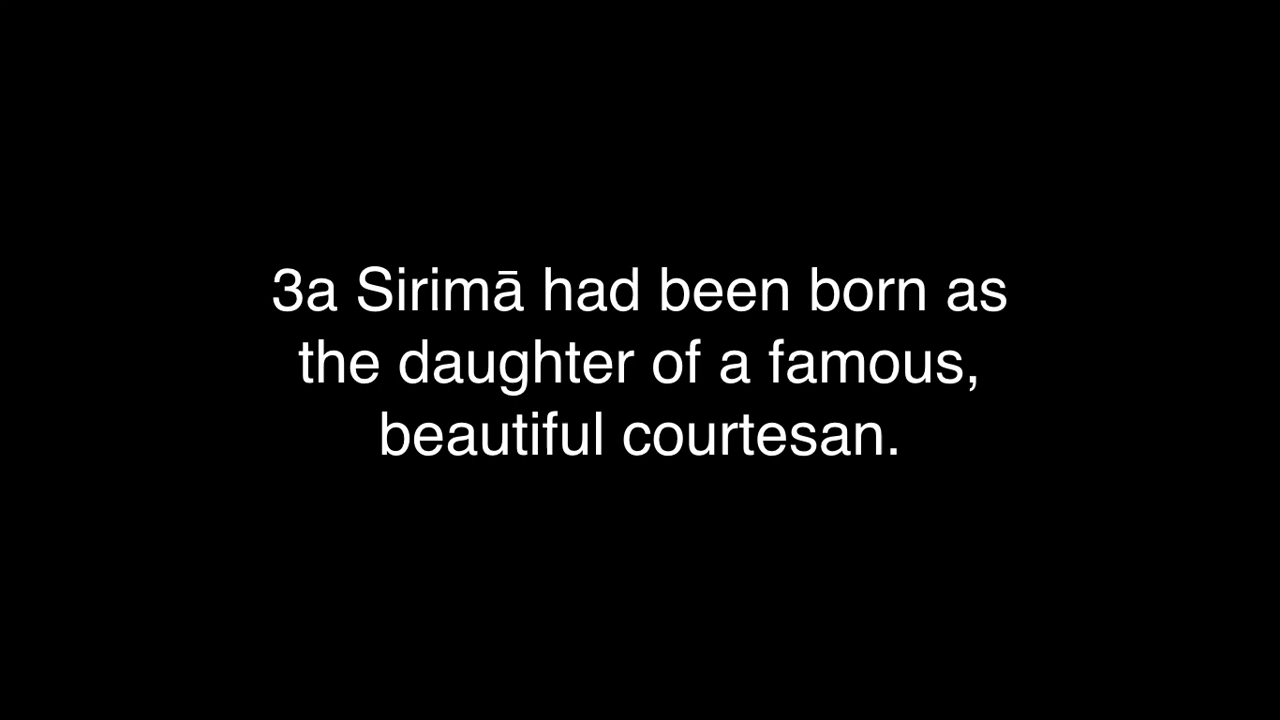 3a Sirimā had been born as
the daughter of a famous,
beautiful courtesan.